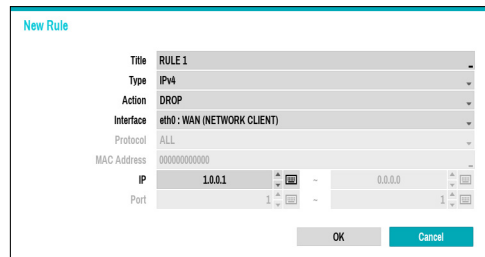 New Rule
Title RULE 1
Type IPv4
Action DROP
Interface eth0 : WAN (NETWORK CLIENT)
Protocol ALL
MAC Address 000000000000
IP 1.0.0.1 ~ 0.0.0.0
Port 1 ~ 1
OK Cancel